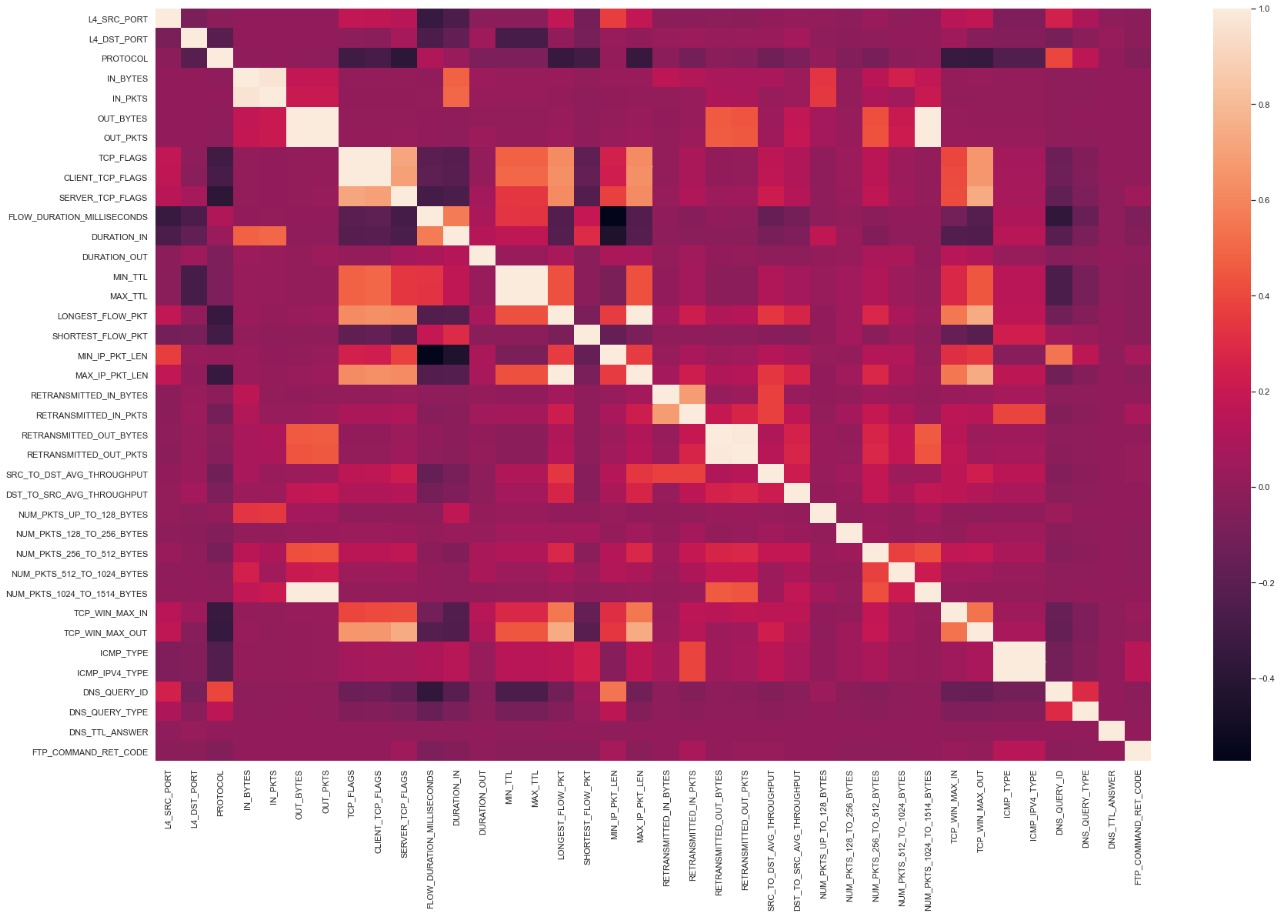 L4_SRC_PORT
L4_DST_PORT
PROTOCOL
IN_BYTES
IN_PKTS
OUT_BYTES
OUT_PKTS
TCP_FLAGS
CLIENT_TCP_FLAGS
SERVER_TCP_FLAGS
FLOW_DURATION_MILLISECONDS
DURATION_IN
DURATION_OUT
MIN_TTL
MAX_TTL
LONGEST_FLOW_PKT
SHORTEST_FLOW_PKT
MIN_IP_PKT_LEN
MAX_IP_PKT_LEN
RETRANSMITTED_IN_BYTES
RETRANSMITTED_IN_PKTS
RETRANSMITTED_OUT_BYTES
RETRANSMITTED_OUT_PKTS
SRC_TO_DST_AVG_THROUGHPUT
DST_TO_SRC_AVG_THROUGHPUT
NUM_PKTS_UP_TO_128_BYTES
NUM_PKTS_128_TO_256_BYTES
NUM_PKTS_256_TO_512_BYTES
NUM_PKTS_512_TO_1024_BYTES
NUM_PKTS_1024_TO_1514_BYTES
TCP_WIN_MAX_IN
TCP_WIN_MAX_OUT
ICMP_TYPE
ICMP_IPV4_TYPE
DNS_QUERY_ID
DNS_QUERY_TYPE
DNS_TTL_ANSWER
FTP_COMMAND_RET_CODE
L4_SRC_PORT
L4_DST_PORT
PROTOCOL
IN_BYTES
IN_PKTS
OUT_BYTES
OUT_PKTS
TCP_FLAGS
CLIENT_TCP_FLAGS
SERVER_TCP_FLAGS
FLOW_DURATION_MILLISECONDS
DURATION_IN
DURATION_OUT
MIN_TTL
MAX_TTL
LONGEST_FLOW_PKT
SHORTEST_FLOW_PKT
MIN_IP_PKT_LEN
MAX_IP_PKT_LEN
RETRANSMITTED_IN_BYTES
RETRANSMITTED_IN_PKTS
RETRANSMITTED_OUT_BYTES
RETRANSMITTED_OUT_PKTS
SRC_TO_DST_AVG_THROUGHPUT
DST_TO_SRC_AVG_THROUGHPUT
NUM_PKTS_UP_TO_128_BYTES
NUM_PKTS_128_TO_256_BYTES
NUM_PKTS_256_TO_512_BYTES
NUM_PKTS_512_TO_1024_BYTES
NUM_PKTS_1024_TO_1514_BYTES
TCP_WIN_MAX_IN
TCP_WIN_MAX_OUT
ICMP_TYPE
ICMP_IPV4_TYPE
DNS_QUERY_ID
DNS_QUERY_TYPE
DNS_TTL_ANSWER
FTP_COMMAND_RET_CODE
1.0
0.8
0.6
0.4
0.2
0.0
-0.2
-0.4